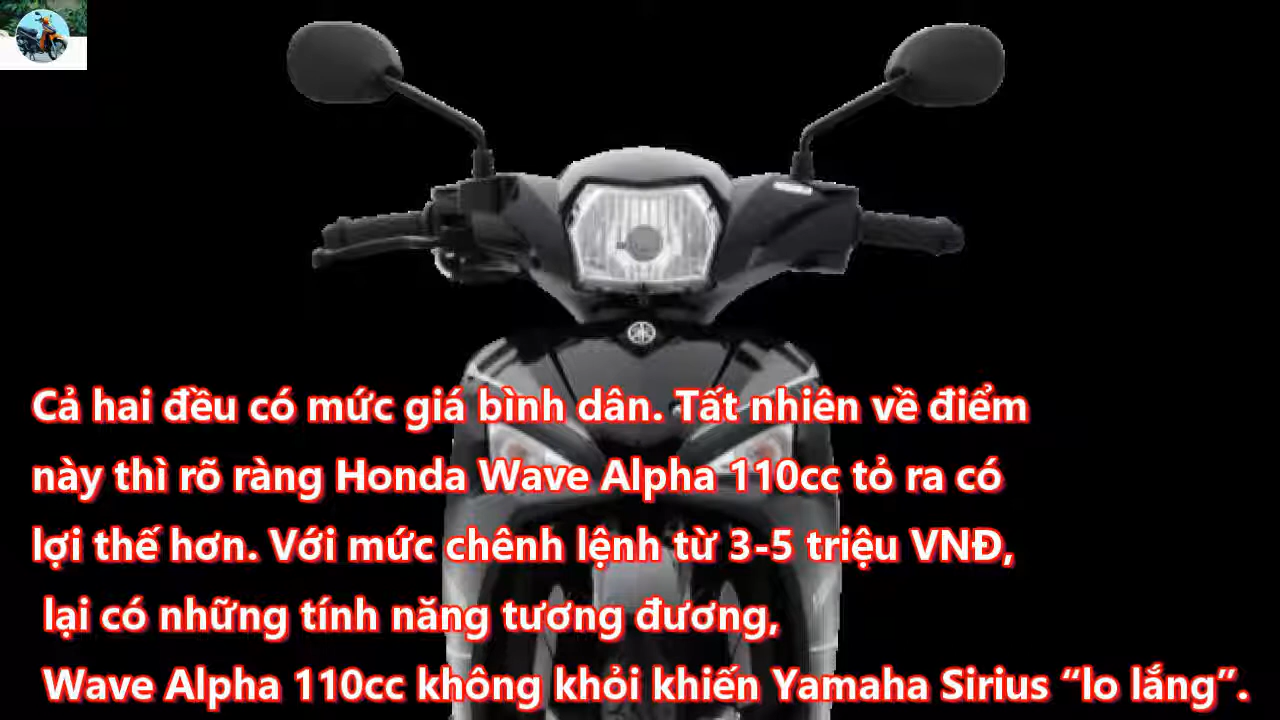 Cả hai đều có mức giá bình dân. Tất nhiên về điểm
này thì rõ ràng Honda Wave Alpha 110cc tỏ ra có
lợi thế hơn. Với mức chênh lệnh từ 3-5 triệu VNĐ,
lại có những tính năng tương đương,
Wave Alpha 110cc không khỏi khiến Yamaha Sirius “lo lắng”.